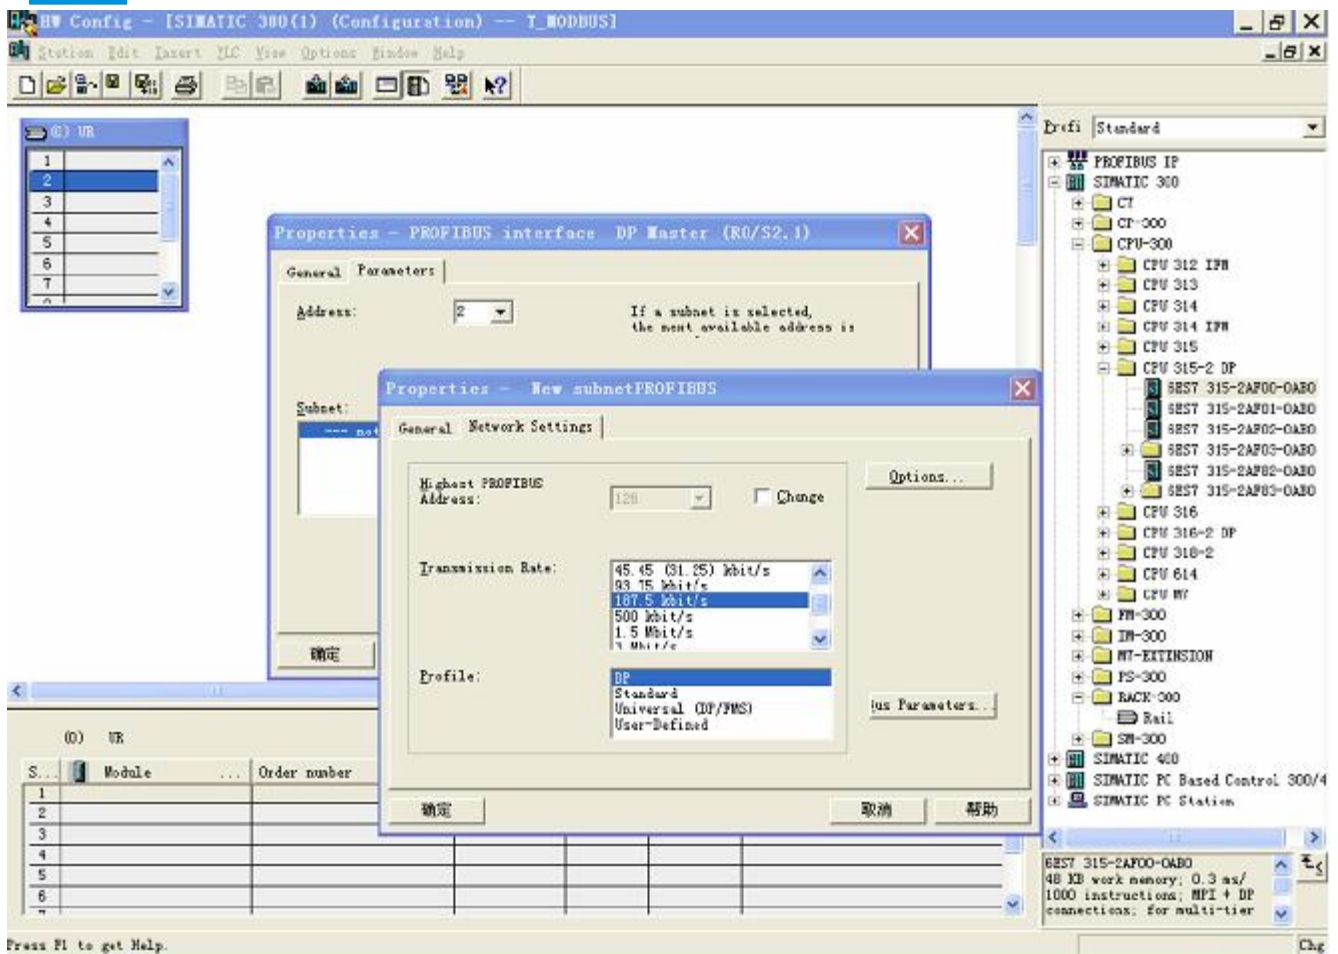 HW Config - [SIMATIC 300(1) (Configuration) -- T_MODBUS]
Station Edit Insert PLC View Options Window Help
(0) UR
1
2
3
4
5
6
7
Properties - PROFIBUS interface DP Master (R0/S2.1)
General Parameters
Address: 2
If a subnet is selected,
the next available address is
Subnet:
--- not
确定
Properties - New subnetPROFIBUS
General Network Settings
Highest PROFIBUS
Address: 126 Change
Options...
Transmission Rate:
45.45 (31.25) kbit/s
93.75 kbit/s
187.5 kbit/s
500 kbit/s
1.5 Mbit/s
3 Mbit/s
Profile:
DP
Standard
Universal (DP/FMS)
User-Defined
us Parameters...
确定 取消 帮助
Profi Standard
PROFIBUS IP
SIMATIC 300
C7
CP-300
CPU-300
CPU 312 IFM
CPU 313
CPU 314
CPU 314 IFM
CPU 315
CPU 315-2 DP
6ES7 315-2AF00-0AB0
6ES7 315-2AF01-0AB0
6ES7 315-2AF02-0AB0
6ES7 315-2AF03-0AB0
6ES7 315-2AF82-0AB0
6ES7 315-2AF83-0AB0
CPU 316
CPU 316-2 DP
CPU 318-2
CPU 614
CPU M7
FM-300
IM-300
M7-EXTENSION
PS-300
RACK-300
Rail
SM-300
SIMATIC 400
SIMATIC PC Based Control 300/4
SIMATIC PC Station
6ES7 315-2AF00-0AB0
48 KB work memory; 0.3 ms/
1000 instructions; MPI + DP
connections; for multi-tier
(0) UR
S... Module ... Order number
1
2
3
4
5
6
Press F1 to get Help.
Chg